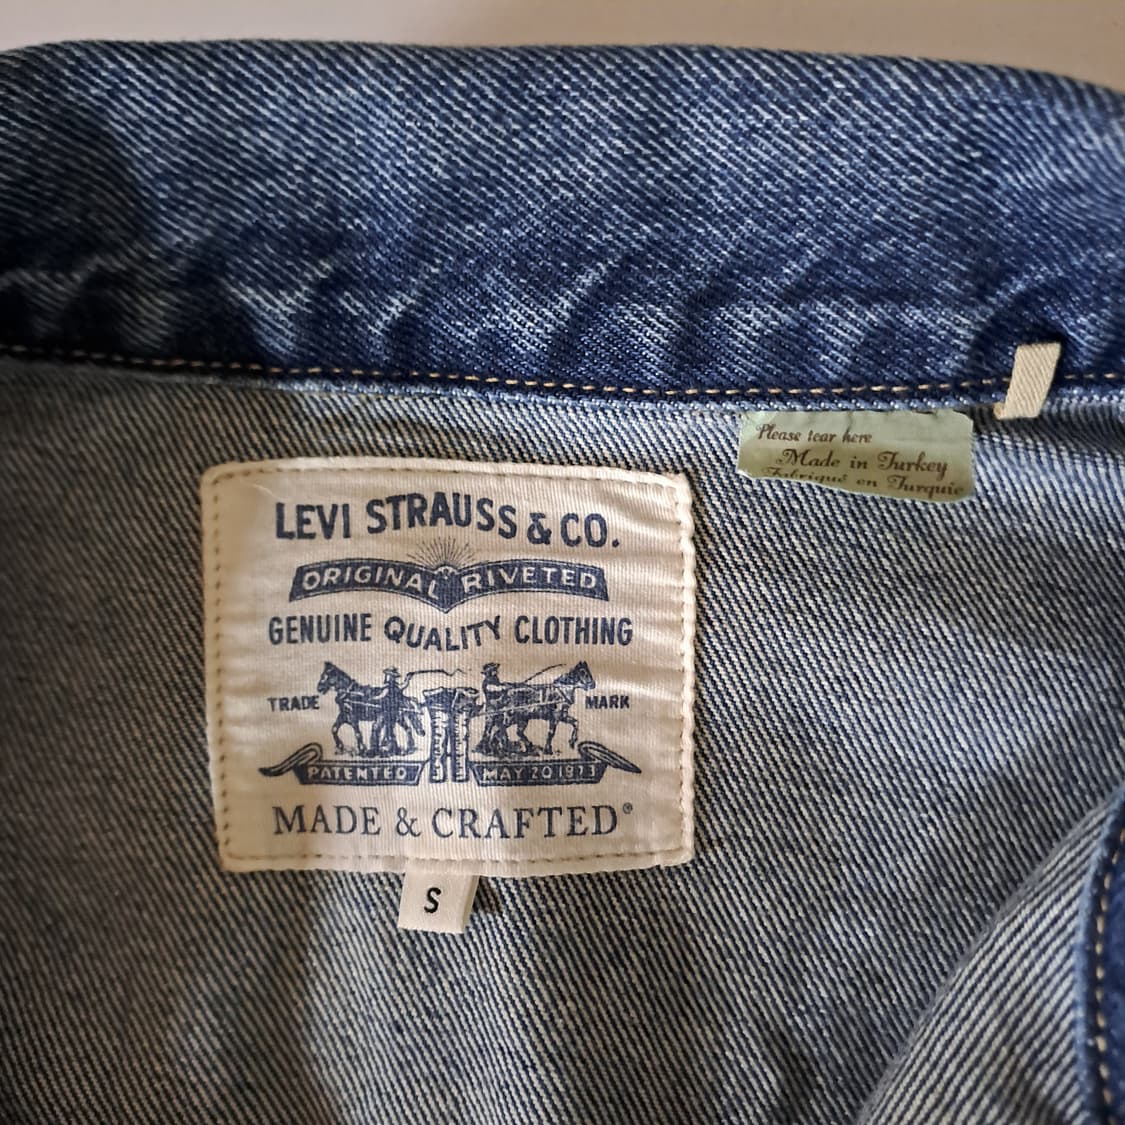 Please tear here
Made in Turkey
Fabriqué en Turquie
LEVI STRAUSS & CO.
ORIGINAL RIVETED
GENUINE QUALITY CLOTHING
TRADE MARK
PATENTED MAY 20 1873
MADE & CRAFTED®
S